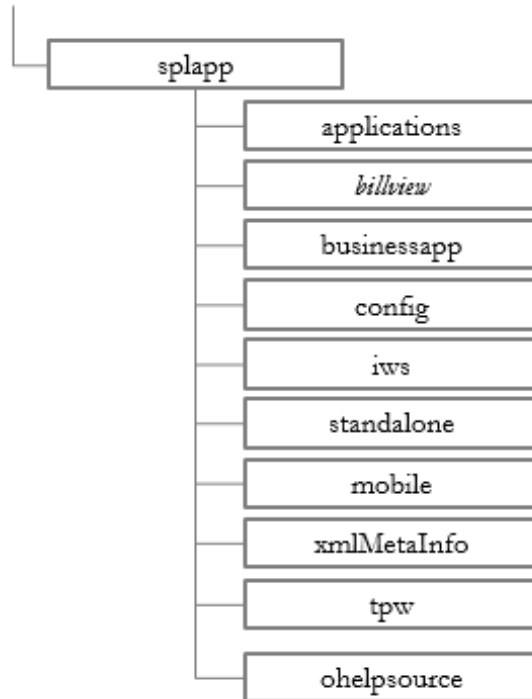 splapp
applications
billview
businessapp
config
iws
standalone
mobile
xmlMetaInfo
tpw
ohelpsource